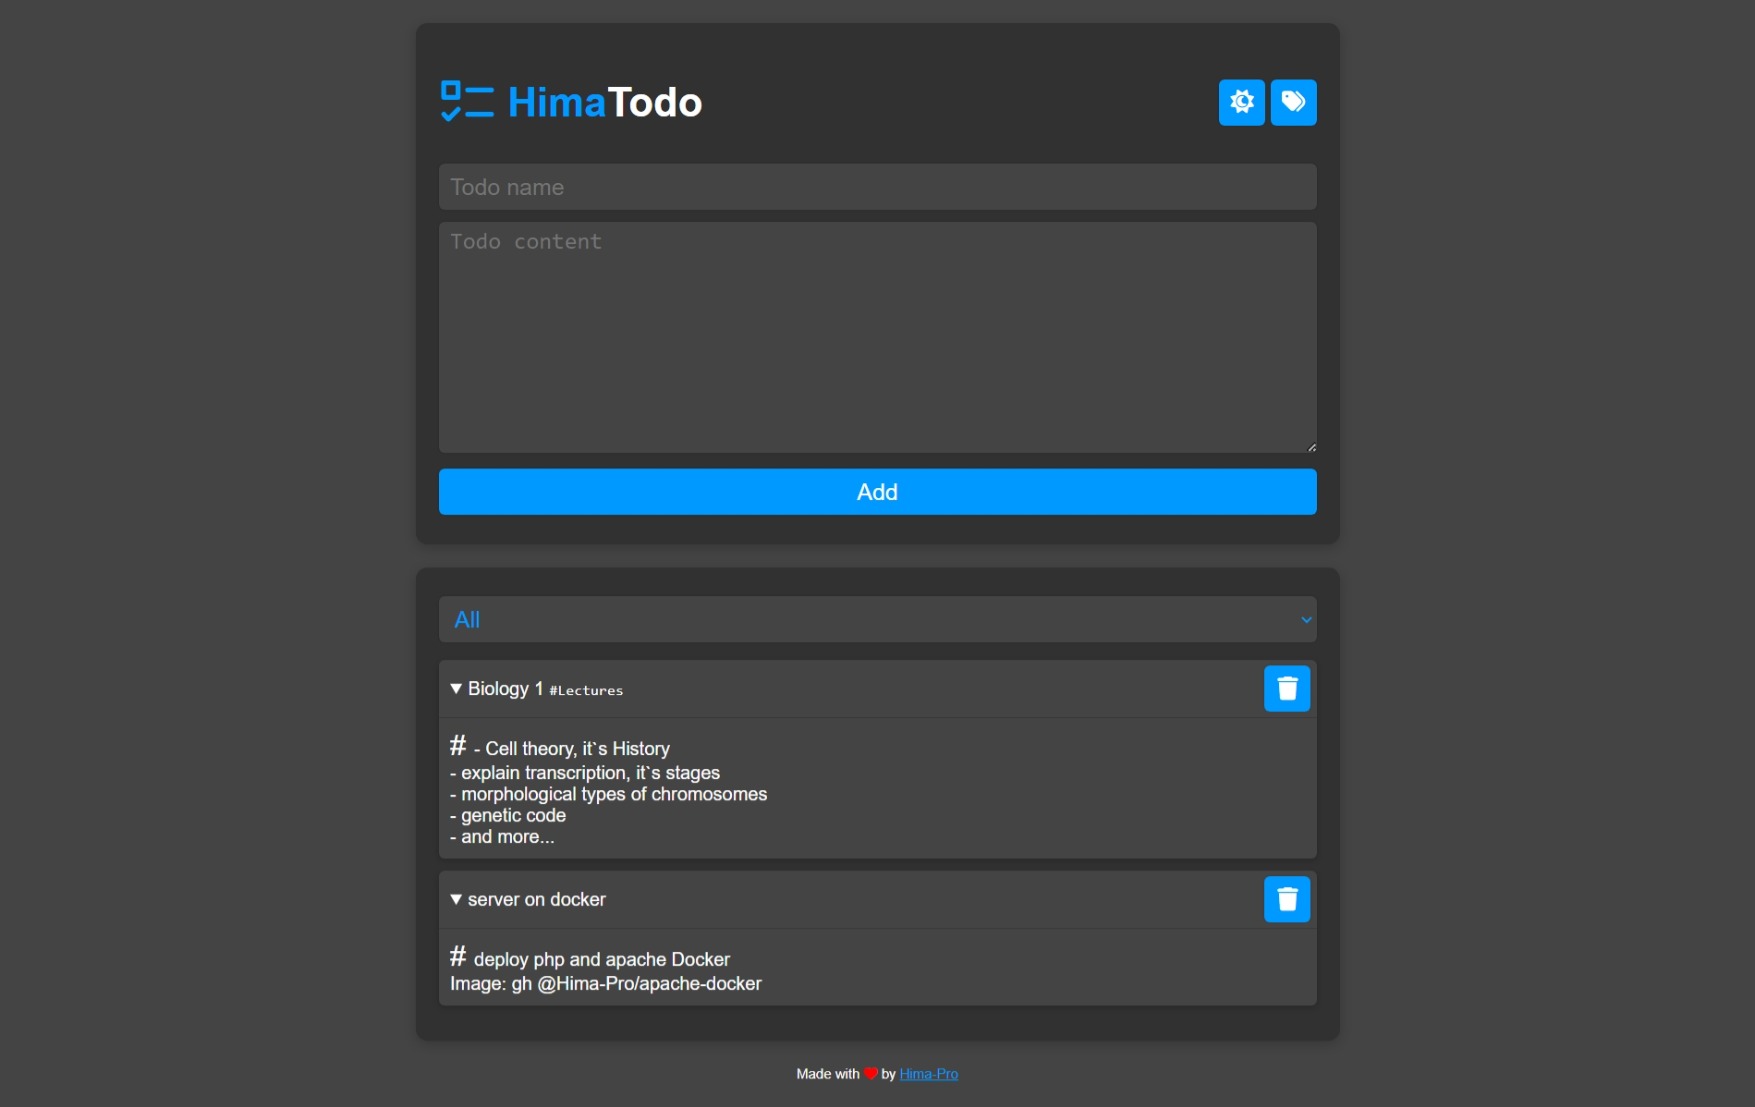 HimaTodo
Todo name
Todo content
Add
All
Biology 1 #Lectures
# - Cell theory, it`s History
- explain transcription, it`s stages
- morphological types of chromosomes
- genetic code
- and more...
server on docker
# deploy php and apache Docker
Image: gh @Hima-Pro/apache-docker
Made with ❤ by Hima-Pro